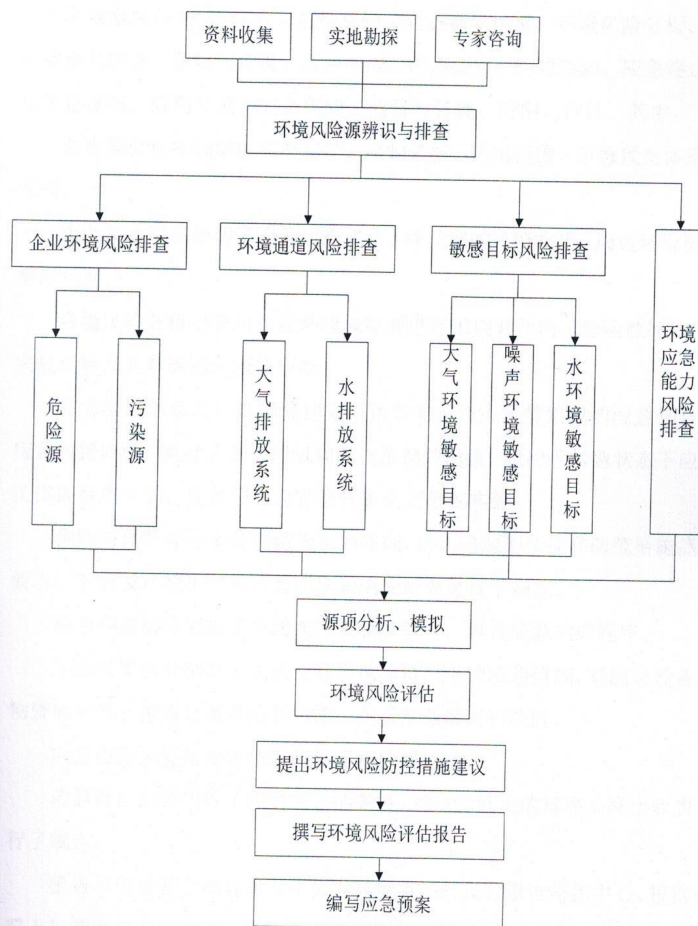 资料收集
实地勘探
专家咨询
环境风险源辨识与排查
企业环境风险排查
环境通道风险排查
敏感目标风险排查
环境
应急
能力
风险
排查
危险源
污染源
大气排放系统
水排放系统
大气环境敏感目标
噪声环境敏感目标
水环境敏感目标
源项分析、模拟
环境风险评估
提出环境风险防控措施建议
撰写环境风险评估报告
编写应急预案